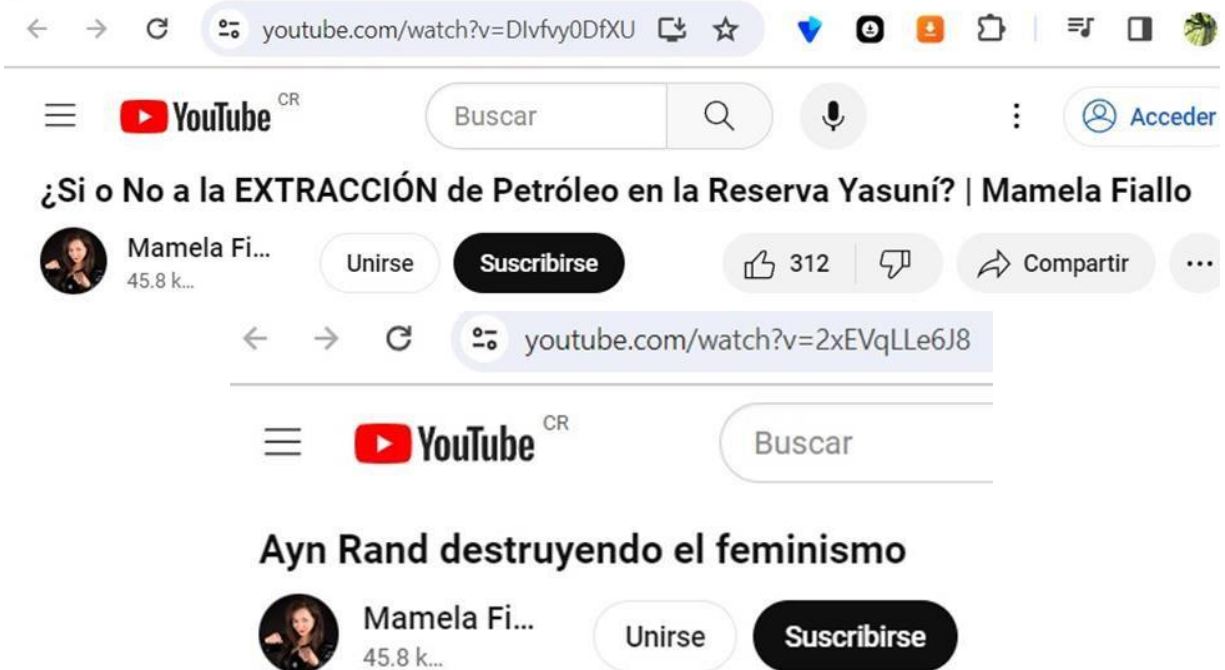 youtube.com/watch?v=DIvfvy0DfXU
YouTube CR
Buscar
Acceder
¿Si o No a la EXTRACCIÓN de Petróleo en la Reserva Yasuní? | Mamela Fiallo
Mamela Fi...
45.8 k...
Unirse
Suscribirse
312
Compartir
youtube.com/watch?v=2xEVqLLe6J8
YouTube CR
Buscar
Ayn Rand destruyendo el feminismo
Mamela Fi...
45.8 k...
Unirse
Suscribirse